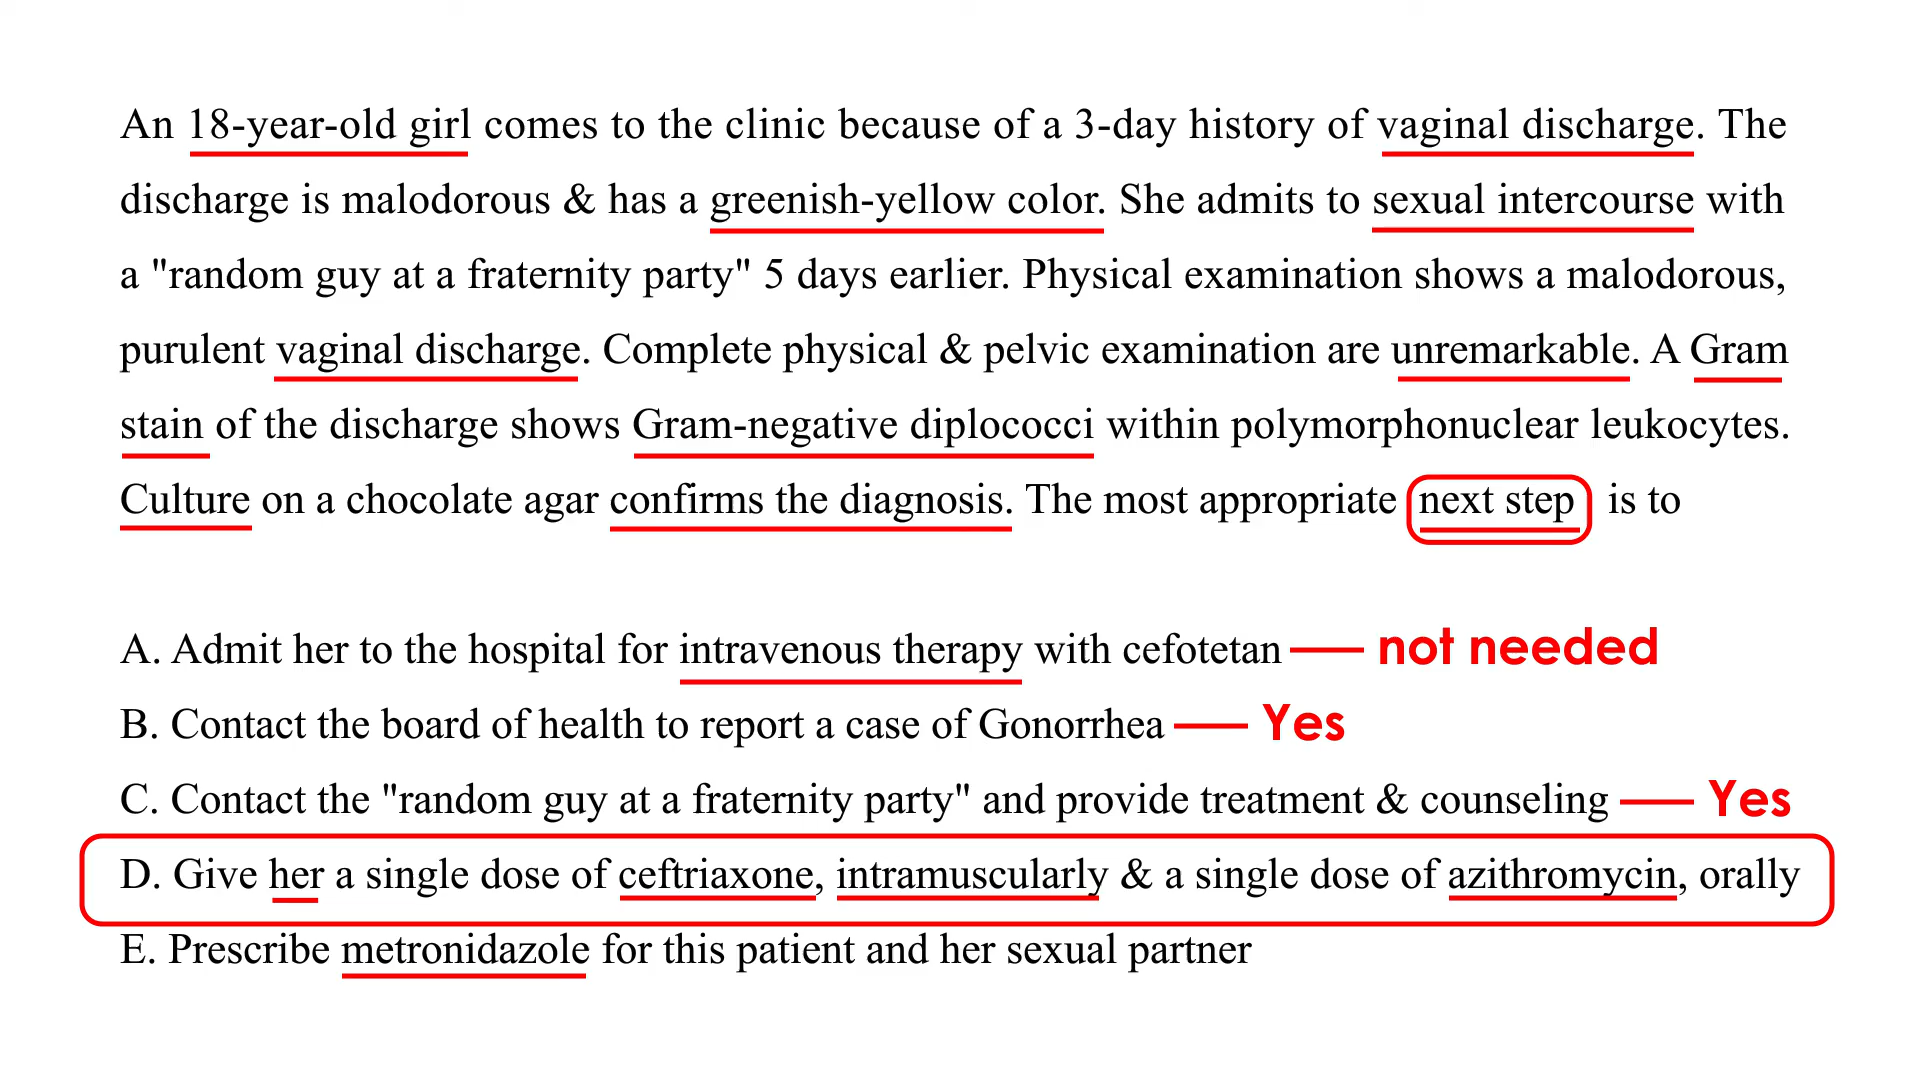 An 18-year-old girl comes to the clinic because of a 3-day history of vaginal discharge. The
discharge is malodorous & has a greenish-yellow color. She admits to sexual intercourse with
a "random guy at a fraternity party" 5 days earlier. Physical examination shows a malodorous,
purulent vaginal discharge. Complete physical & pelvic examination are unremarkable. A Gram
stain of the discharge shows Gram-negative diplococci within polymorphonuclear leukocytes.
Culture on a chocolate agar confirms the diagnosis. The most appropriate next step is to
A. Admit her to the hospital for intravenous therapy with cefotetan — not needed
B. Contact the board of health to report a case of Gonorrhea — Yes
C. Contact the "random guy at a fraternity party" and provide treatment & counseling — Yes
D. Give her a single dose of ceftriaxone, intramuscularly & a single dose of azithromycin, orally
E. Prescribe metronidazole for this patient and her sexual partner